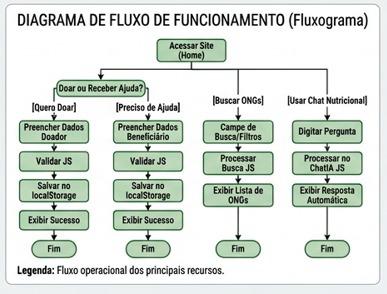 DIAGRAMA DE FLUXO DE FUNCIONAMENTO (Fluxograma)
Acessar Site
(Home)
Doar ou Receber Ajuda?
[Quero Doar]
Preencher Dados
Doador
Validar JS
Salvar no
localStorage
Exibir Sucesso
Fim
[Preciso de Ajuda]
Preencher Dados
Beneficiário
Validar JS
Salvar no
localStorage
Exibir Sucesso
Fim
[Buscar ONGs]
Campe de
Busca/Filtros
Processar
Busca JS
Exibir Lista de
ONGs
Fim
[Usar Chat Nutricional]
Digitar Pergunta
Processar no
ChatIA JS
Exibir Resposta
Automática
Fim
Legenda: Fluxo operacional dos principais recursos.